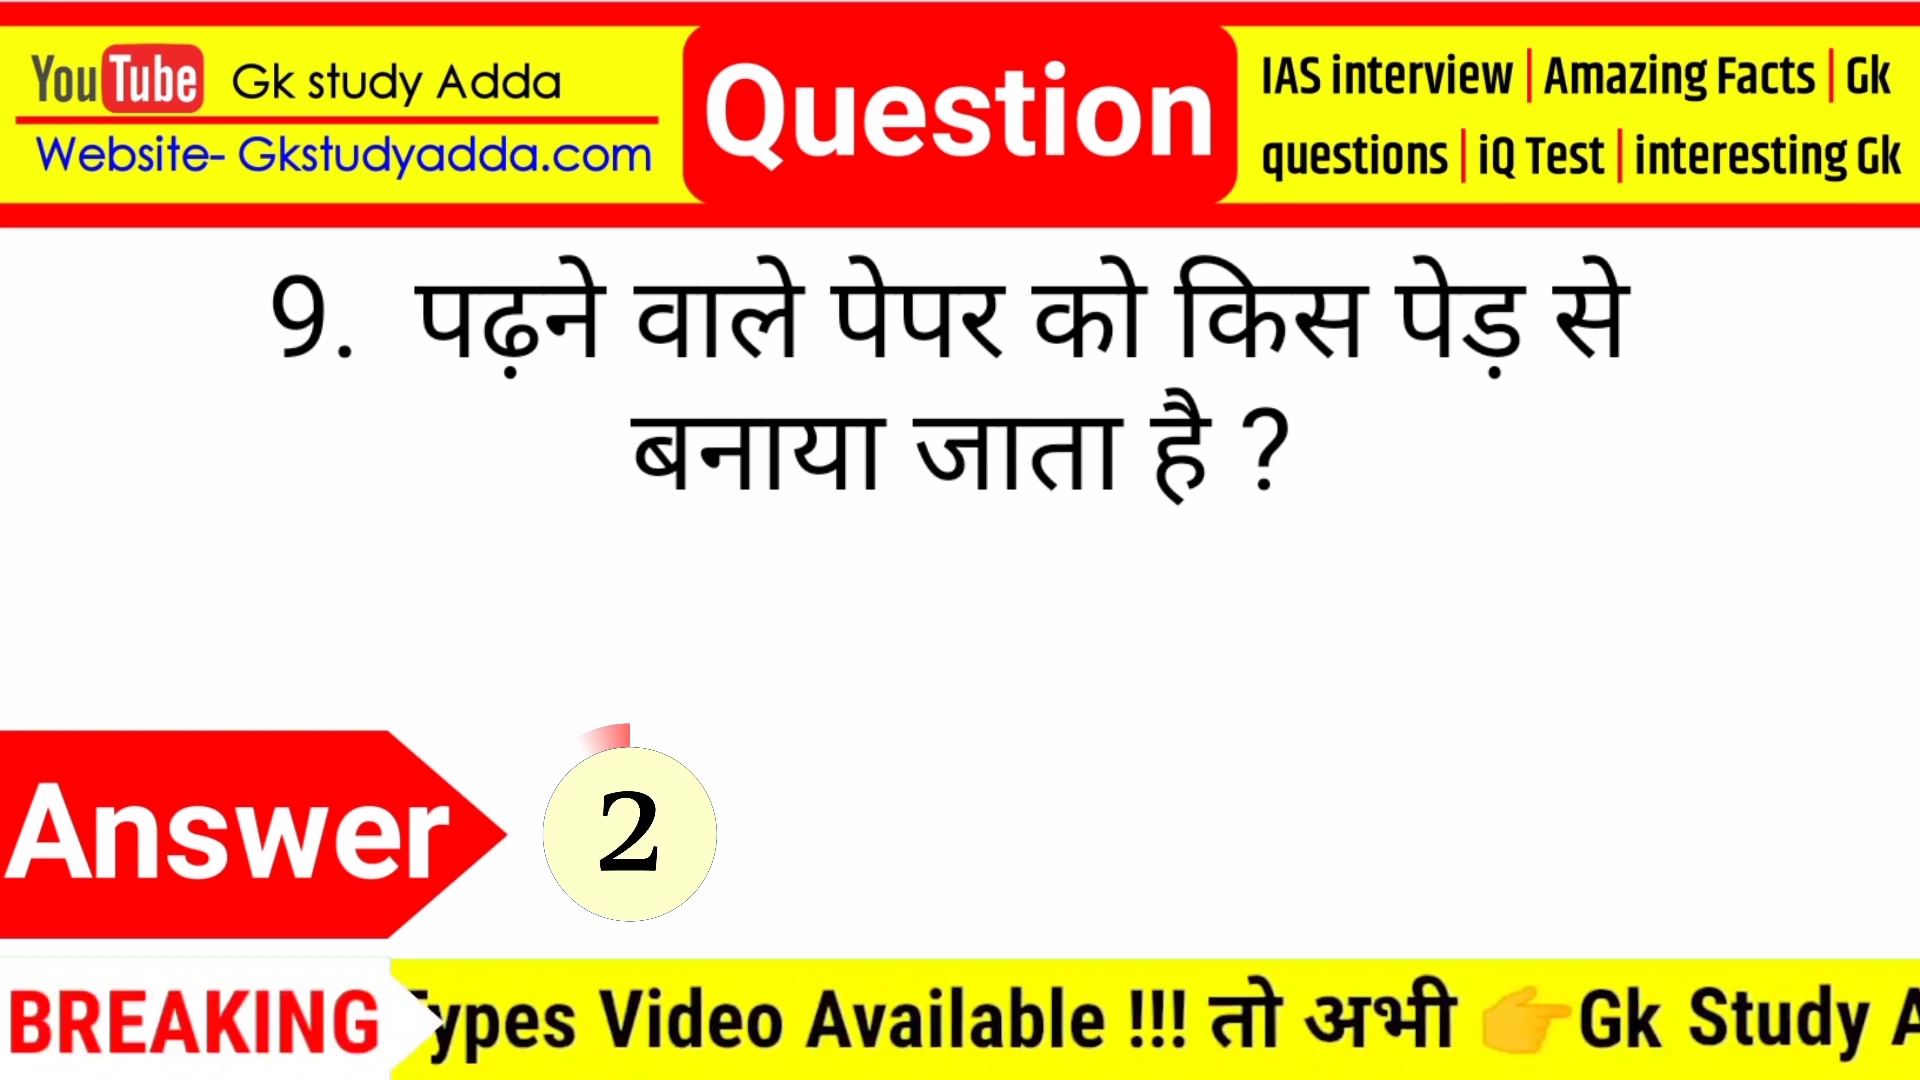 YouTube Gk study Adda
Website- Gkstudyadda.com
Question
IAS interview | Amazing Facts | Gk
questions | iQ Test | interesting Gk
9. पढ़ने वाले पेपर को किस पेड़ से
बनाया जाता है ?
Answer
2
BREAKING
Types Video Available !!! तो अभी 👉Gk Study A